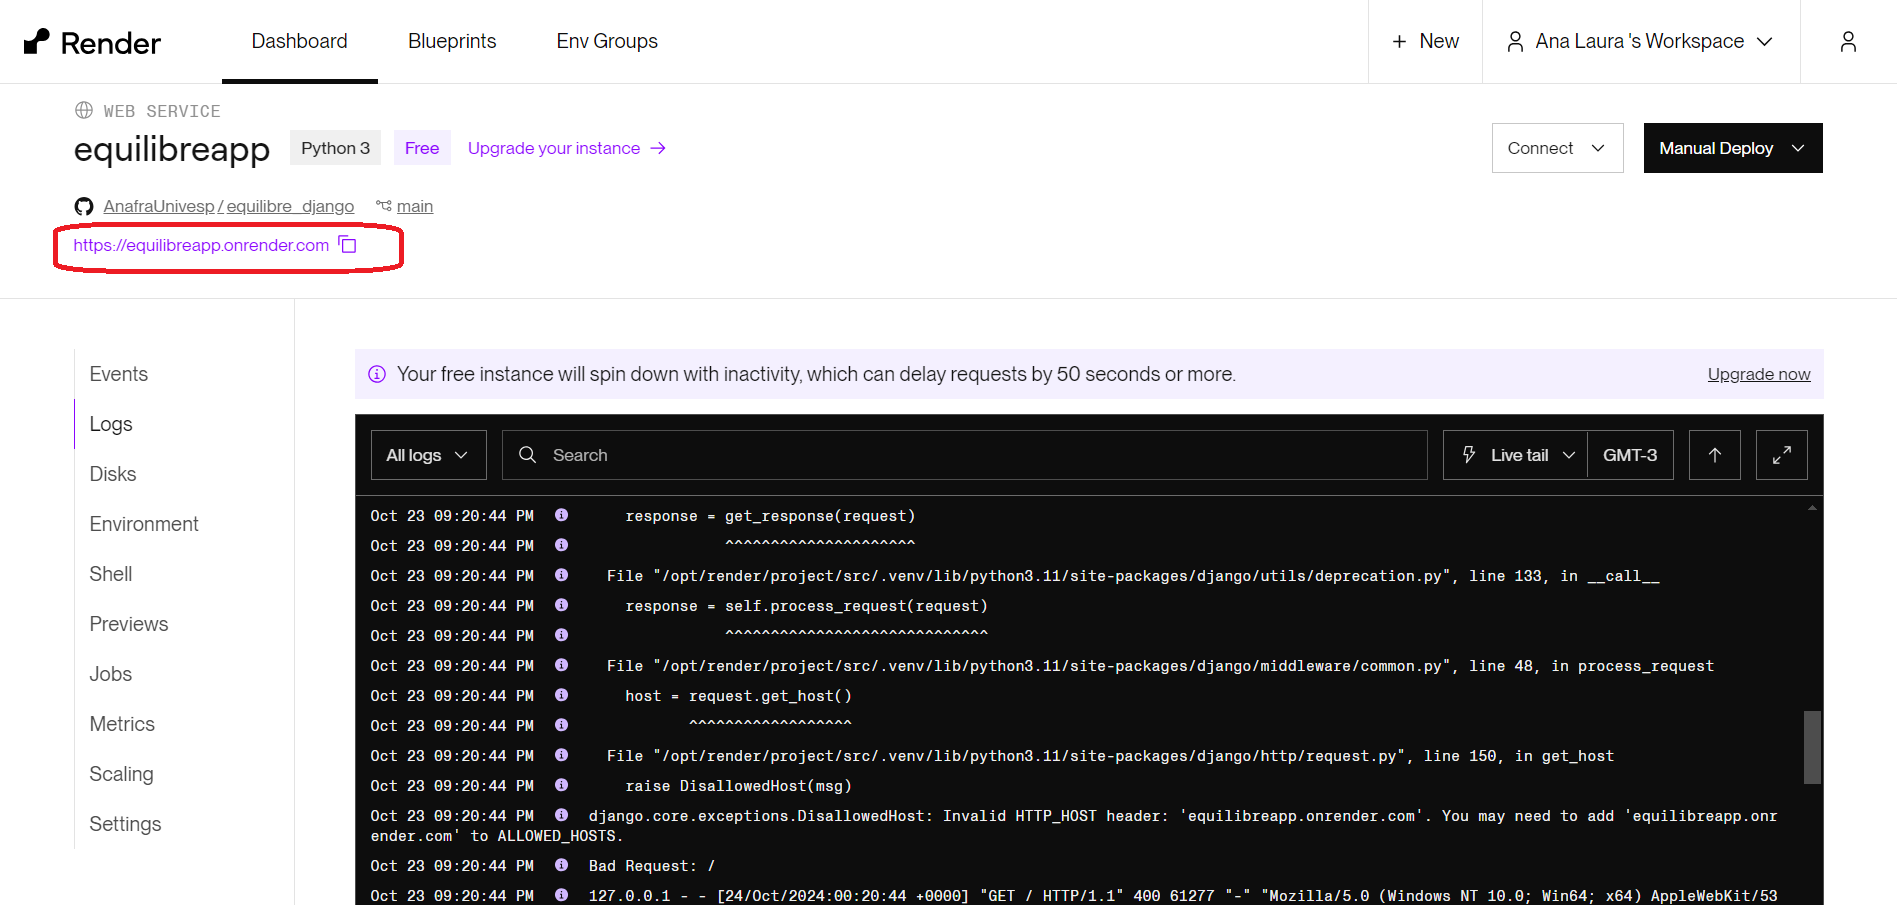 Render Dashboard Blueprints Env Groups + New Ana Laura 's Workspace
WEB SERVICE
equilibreapp Python 3 Free Upgrade your instance → Connect Manual Deploy
AnafraUnivesp / equilibre_django main
https://equilibreapp.onrender.com
Events
Logs
Disks
Environment
Shell
Previews
Jobs
Metrics
Scaling
Settings
Your free instance will spin down with inactivity, which can delay requests by 50 seconds or more. Upgrade now
All logs Search Live tail GMT-3
Oct 23 09:20:44 PM response = get_response(request)
Oct 23 09:20:44 PM ^^^^^^^^^^^^^^^^^^^^^
Oct 23 09:20:44 PM File "/opt/render/project/src/.venv/lib/python3.11/site-packages/django/utils/deprecation.py", line 133, in __call__
Oct 23 09:20:44 PM response = self.process_request(request)
Oct 23 09:20:44 PM ^^^^^^^^^^^^^^^^^^^^^^^^^^^^^
Oct 23 09:20:44 PM File "/opt/render/project/src/.venv/lib/python3.11/site-packages/django/middleware/common.py", line 48, in process_request
Oct 23 09:20:44 PM host = request.get_host()
Oct 23 09:20:44 PM ^^^^^^^^^^^^^^^^^^
Oct 23 09:20:44 PM File "/opt/render/project/src/.venv/lib/python3.11/site-packages/django/http/request.py", line 150, in get_host
Oct 23 09:20:44 PM raise DisallowedHost(msg)
Oct 23 09:20:44 PM django.core.exceptions.DisallowedHost: Invalid HTTP_HOST header: 'equilibreapp.onrender.com'. You may need to add 'equilibreapp.onr
ender.com' to ALLOWED_HOSTS.
Oct 23 09:20:44 PM Bad Request: /
Oct 23 09:20:44 PM 127.0.0.1 - - [24/Oct/2024:00:20:44 +0000] "GET / HTTP/1.1" 400 61277 "-" "Mozilla/5.0 (Windows NT 10.0; Win64; x64) AppleWebKit/53